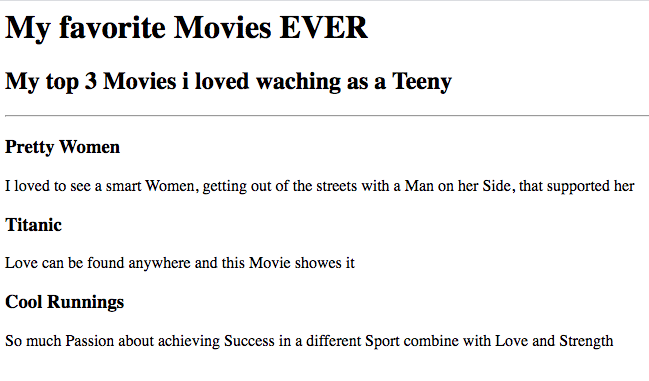 My favorite Movies EVER
My top 3 Movies i loved waching as a Teeny
Pretty Women
I loved to see a smart Women, getting out of the streets with a Man on her Side, that supported her
Titanic
Love can be found anywhere and this Movie showes it
Cool Runnings
So much Passion about achieving Success in a different Sport combine with Love and Strength